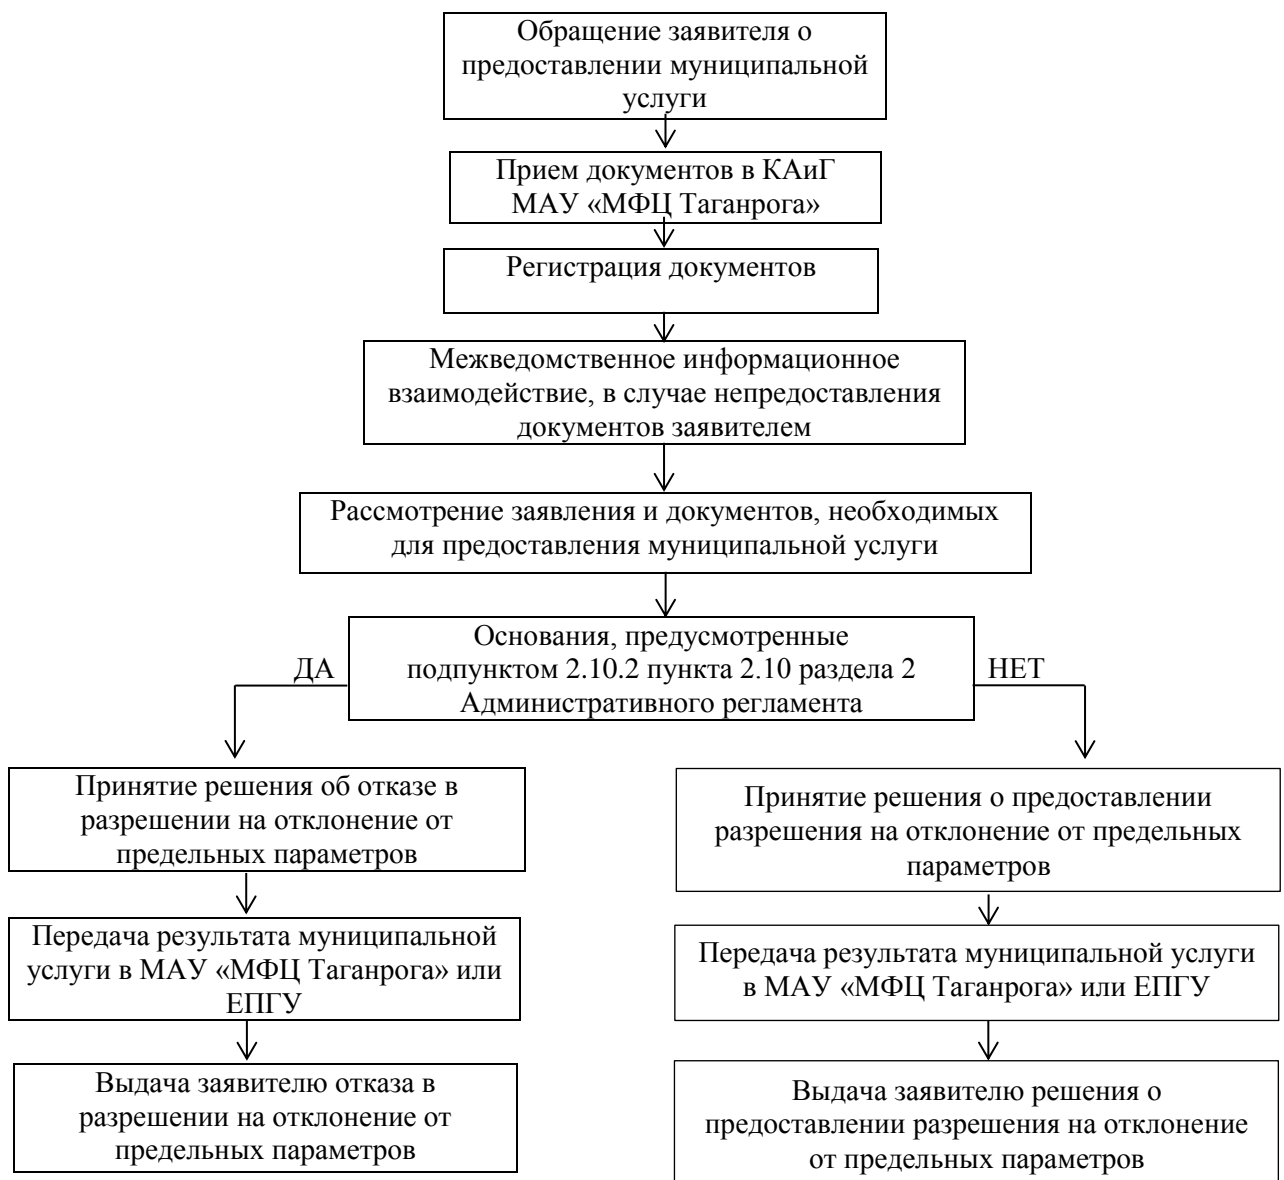 Обращение заявителя о
предоставлении муниципальной
услуги
Прием документов в КАиГ
МАУ «МФЦ Таганрога»
Регистрация документов
Межведомственное информационное
взаимодействие, в случае непредоставления
документов заявителем
Рассмотрение заявления и документов, необходимых
для предоставления муниципальной услуги
Основания, предусмотренные
подпунктом 2.10.2 пункта 2.10 раздела 2
Административного регламента
ДА
НЕТ
Принятие решения об отказе в
разрешении на отклонение от
предельных параметров
Принятие решения о предоставлении
разрешения на отклонение от предельных
параметров
Передача результата муниципальной
услуги в МАУ «МФЦ Таганрога» или
ЕПГУ
Передача результата муниципальной услуги
в МАУ «МФЦ Таганрога» или ЕПГУ
Выдача заявителю отказа в
разрешении на отклонение от
предельных параметров
Выдача заявителю решения о
предоставлении разрешения на отклонение
от предельных параметров